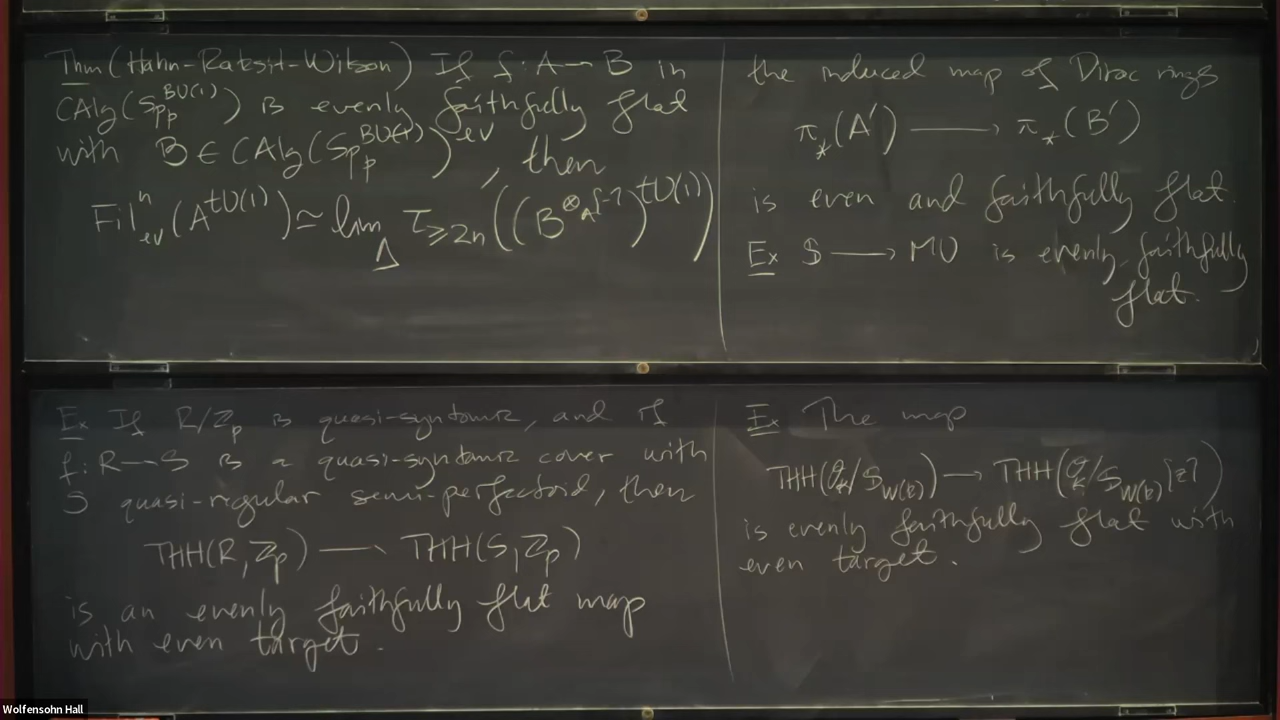 Thm (Hahn-Raksit-Wilson) If f: A → B in
CAlg(Sp_p^{BU(1)}) is evenly faithfully flat
with B ∈ CAlg(Sp_p^{BU(1)})^{ev}, then
Fil^n_{ev}(A^{tU(1)}) ≃ lim_Δ τ_{≥2n}((B^{⊗_A[-]})^{tU(1)})
the induced map of Dirac rings
π_*(A') → π_*(B')
is even and faithfully flat.
Ex S → MU is evenly faithfully
flat.
Ex If R/Z_p is quasi-syntomic, and if
f: R → S is a quasi-syntomic cover with
S quasi-regular semi-perfectoid, then
THH(R, Z_p) → THH(S, Z_p)
is an evenly faithfully flat map
with even target.
Ex The map
THH(O_K/S_{W(k)}) → THH(O_K/S_{W(k)}[z])
is evenly faithfully flat with
even target.
Wolfensohn Hall